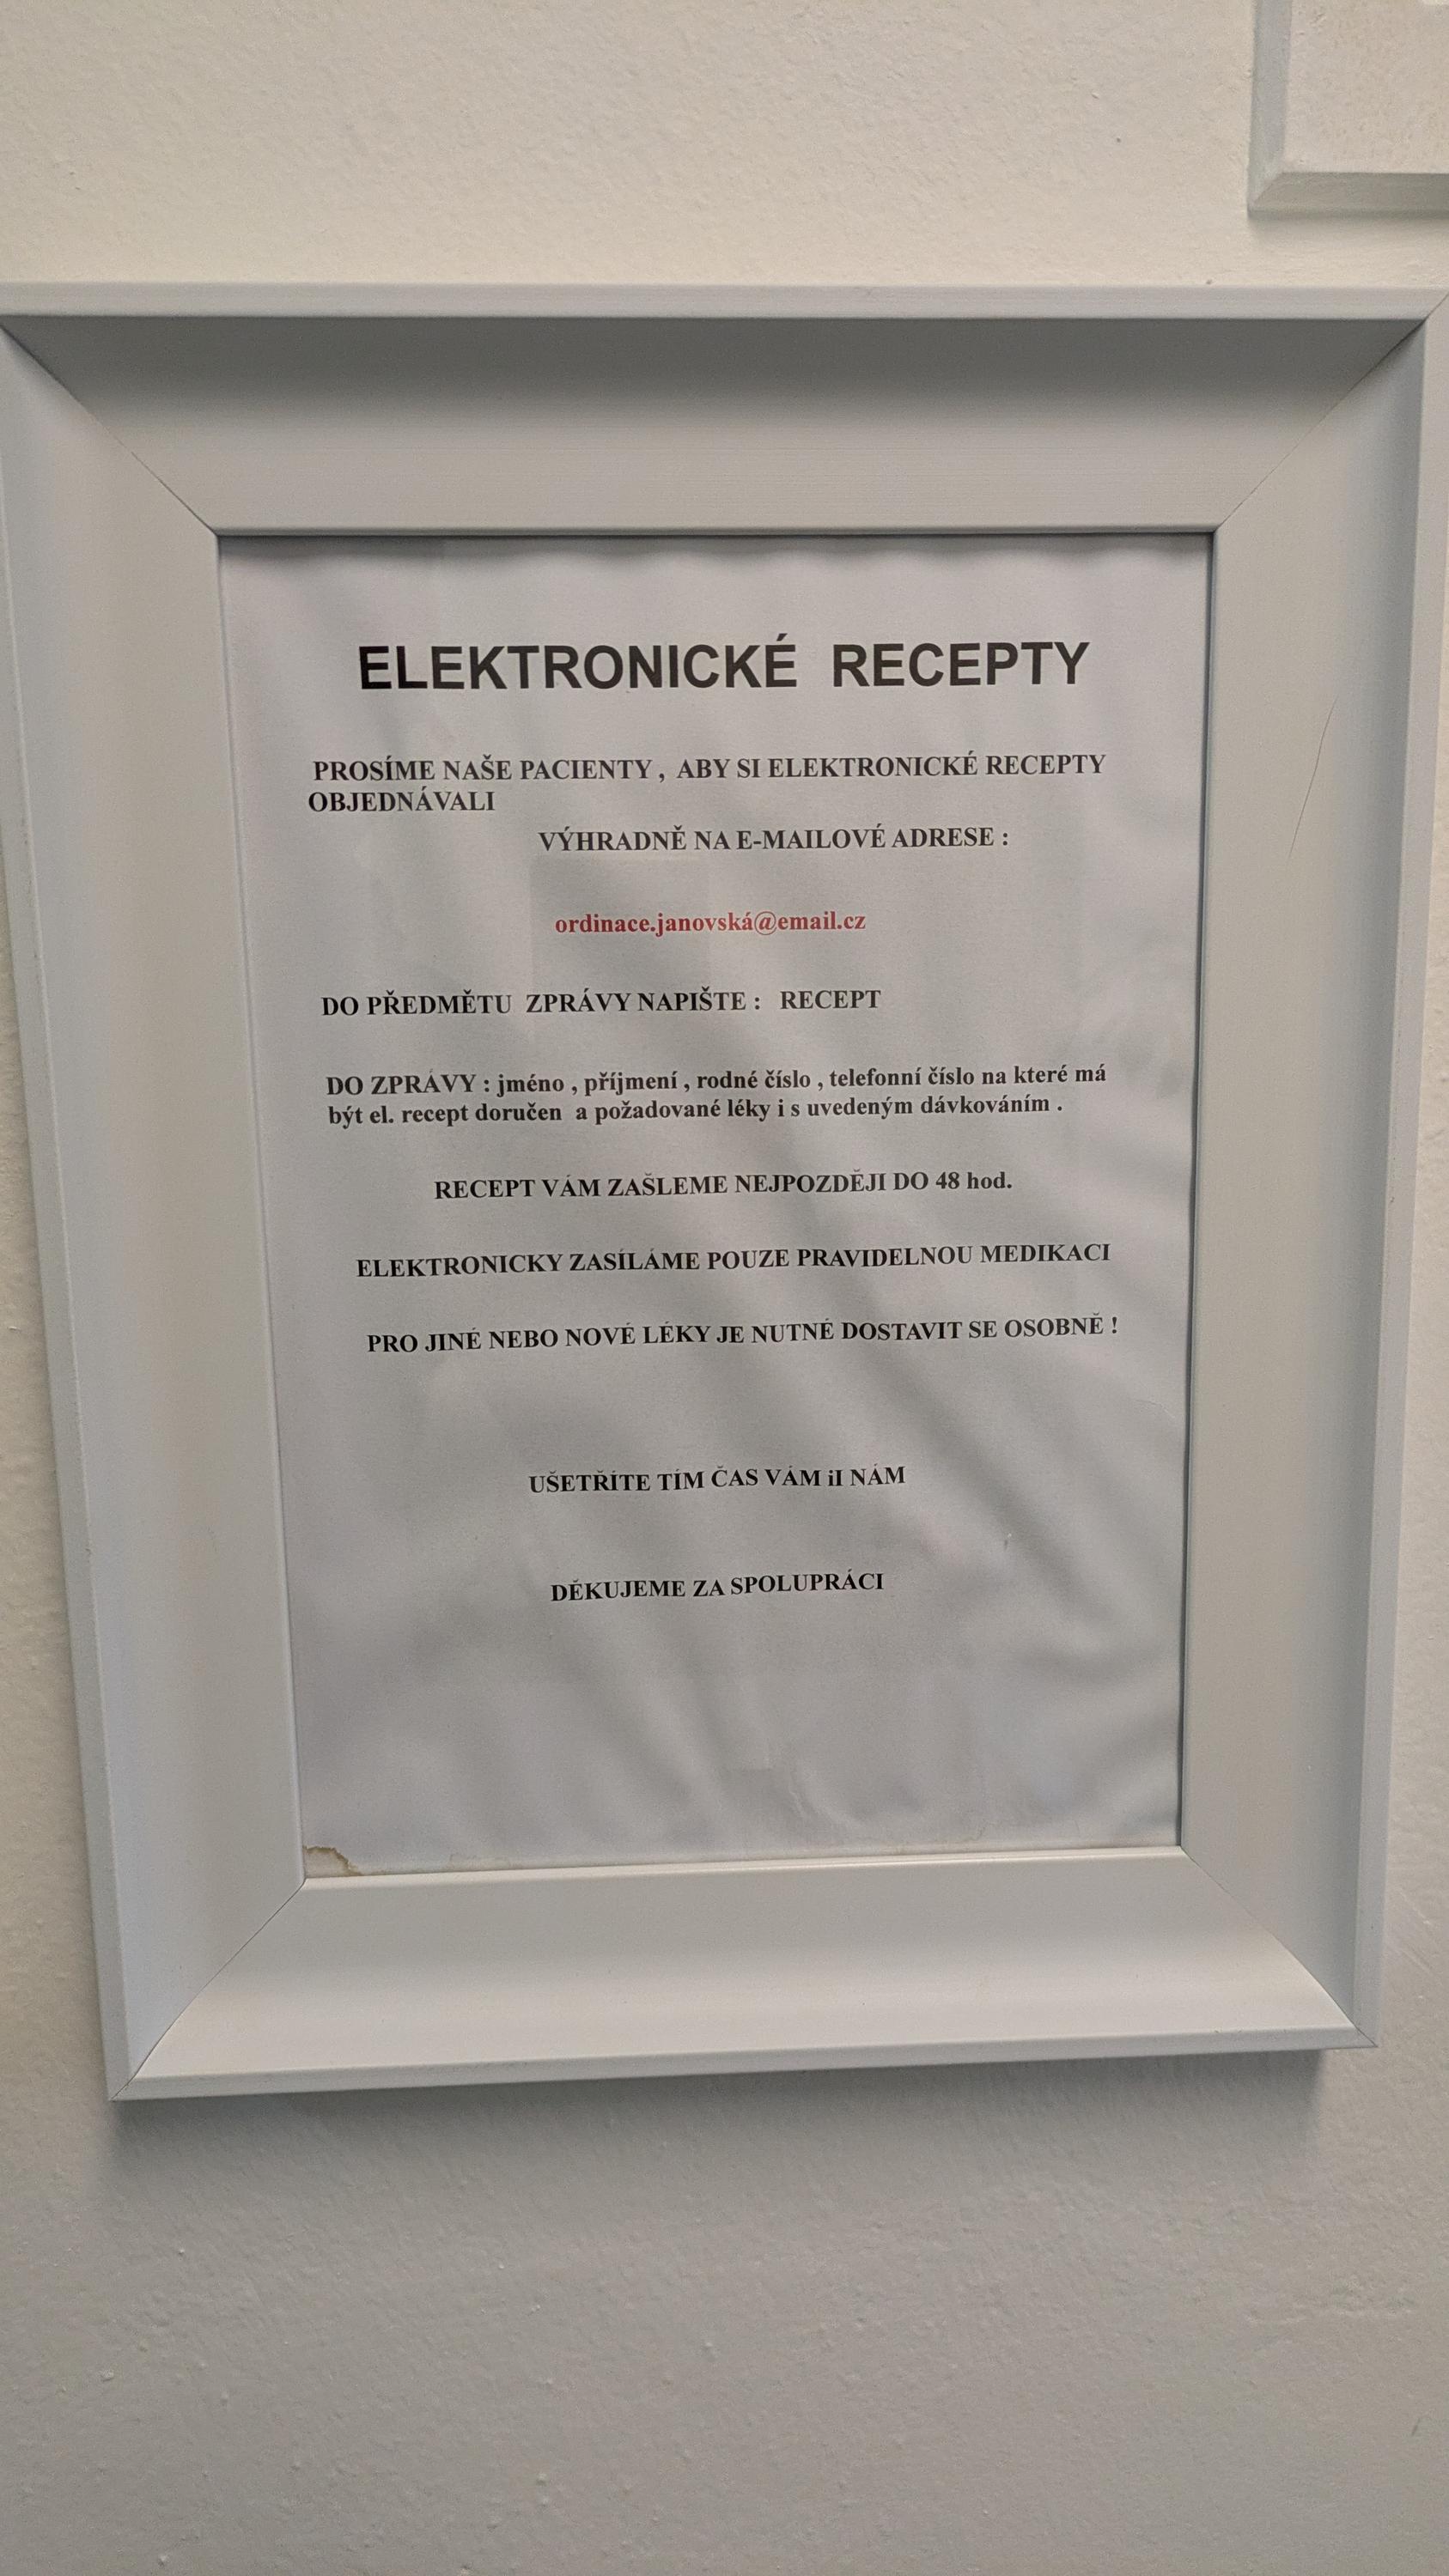 ELEKTRONICKÉ RECEPTY
PROSÍME NAŠE PACIENTY , ABY SI ELEKTRONICKÉ RECEPTY
OBJEDNÁVALI
VÝHRADNĚ NA E-MAILOVÉ ADRESE :
ordinace.janovská@email.cz
DO PŘEDMĚTU ZPRÁVY NAPIŠTE : RECEPT
DO ZPRÁVY : jméno , příjmení , rodné číslo , telefonní číslo na které má
být el. recept doručen a požadované léky i s uvedeným dávkováním .
RECEPT VÁM ZAŠLEME NEJPOZDĚJI DO 48 hod.
ELEKTRONICKY ZASÍLÁME POUZE PRAVIDELNOU MEDIKACI
PRO JINÉ NEBO NOVÉ LÉKY JE NUTNÉ DOSTAVIT SE OSOBNĚ !
UŠETŘÍTE TÍM ČAS VÁM iI NÁM
DĚKUJEME ZA SPOLUPRÁCI